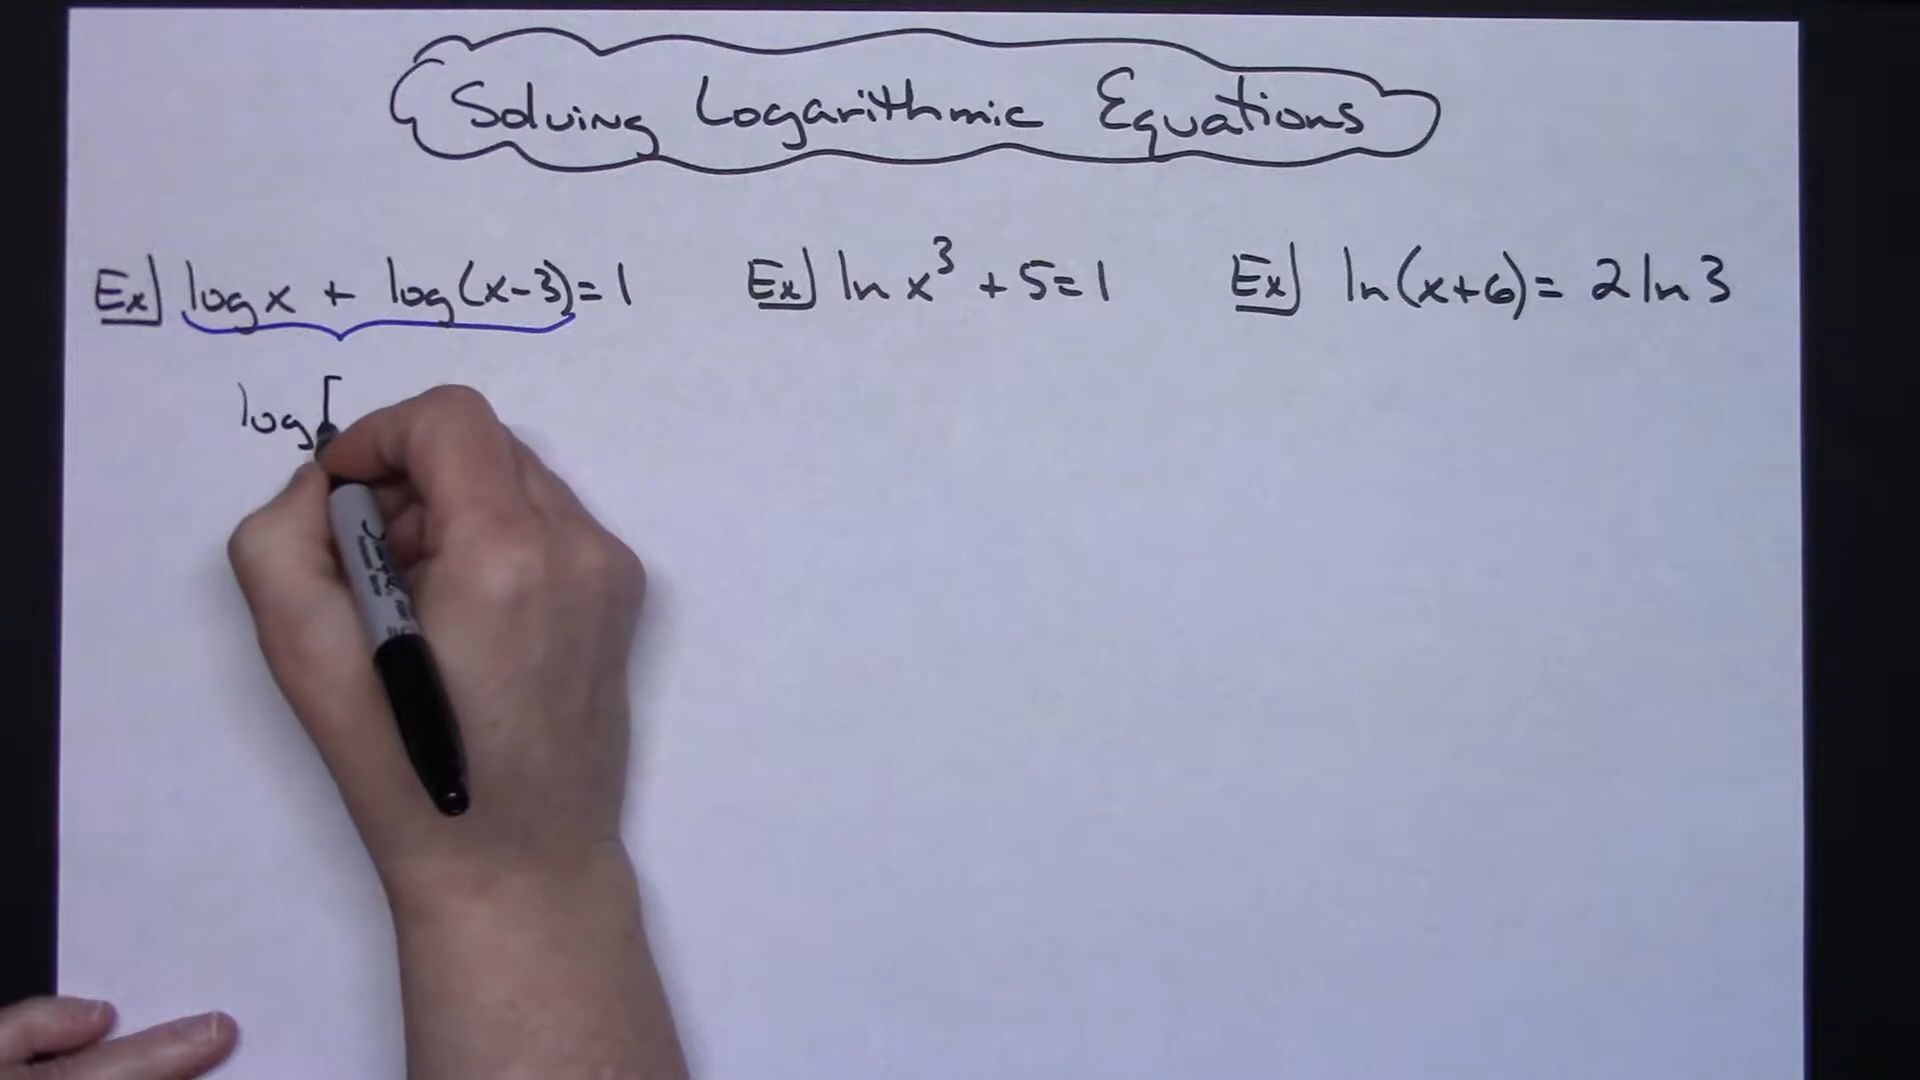 Solving Logarithmic Equations
Ex] log x + log(x-3)=1
Ex] ln x³ + 5=1
Ex] ln(x+6)= 2 ln 3
log[